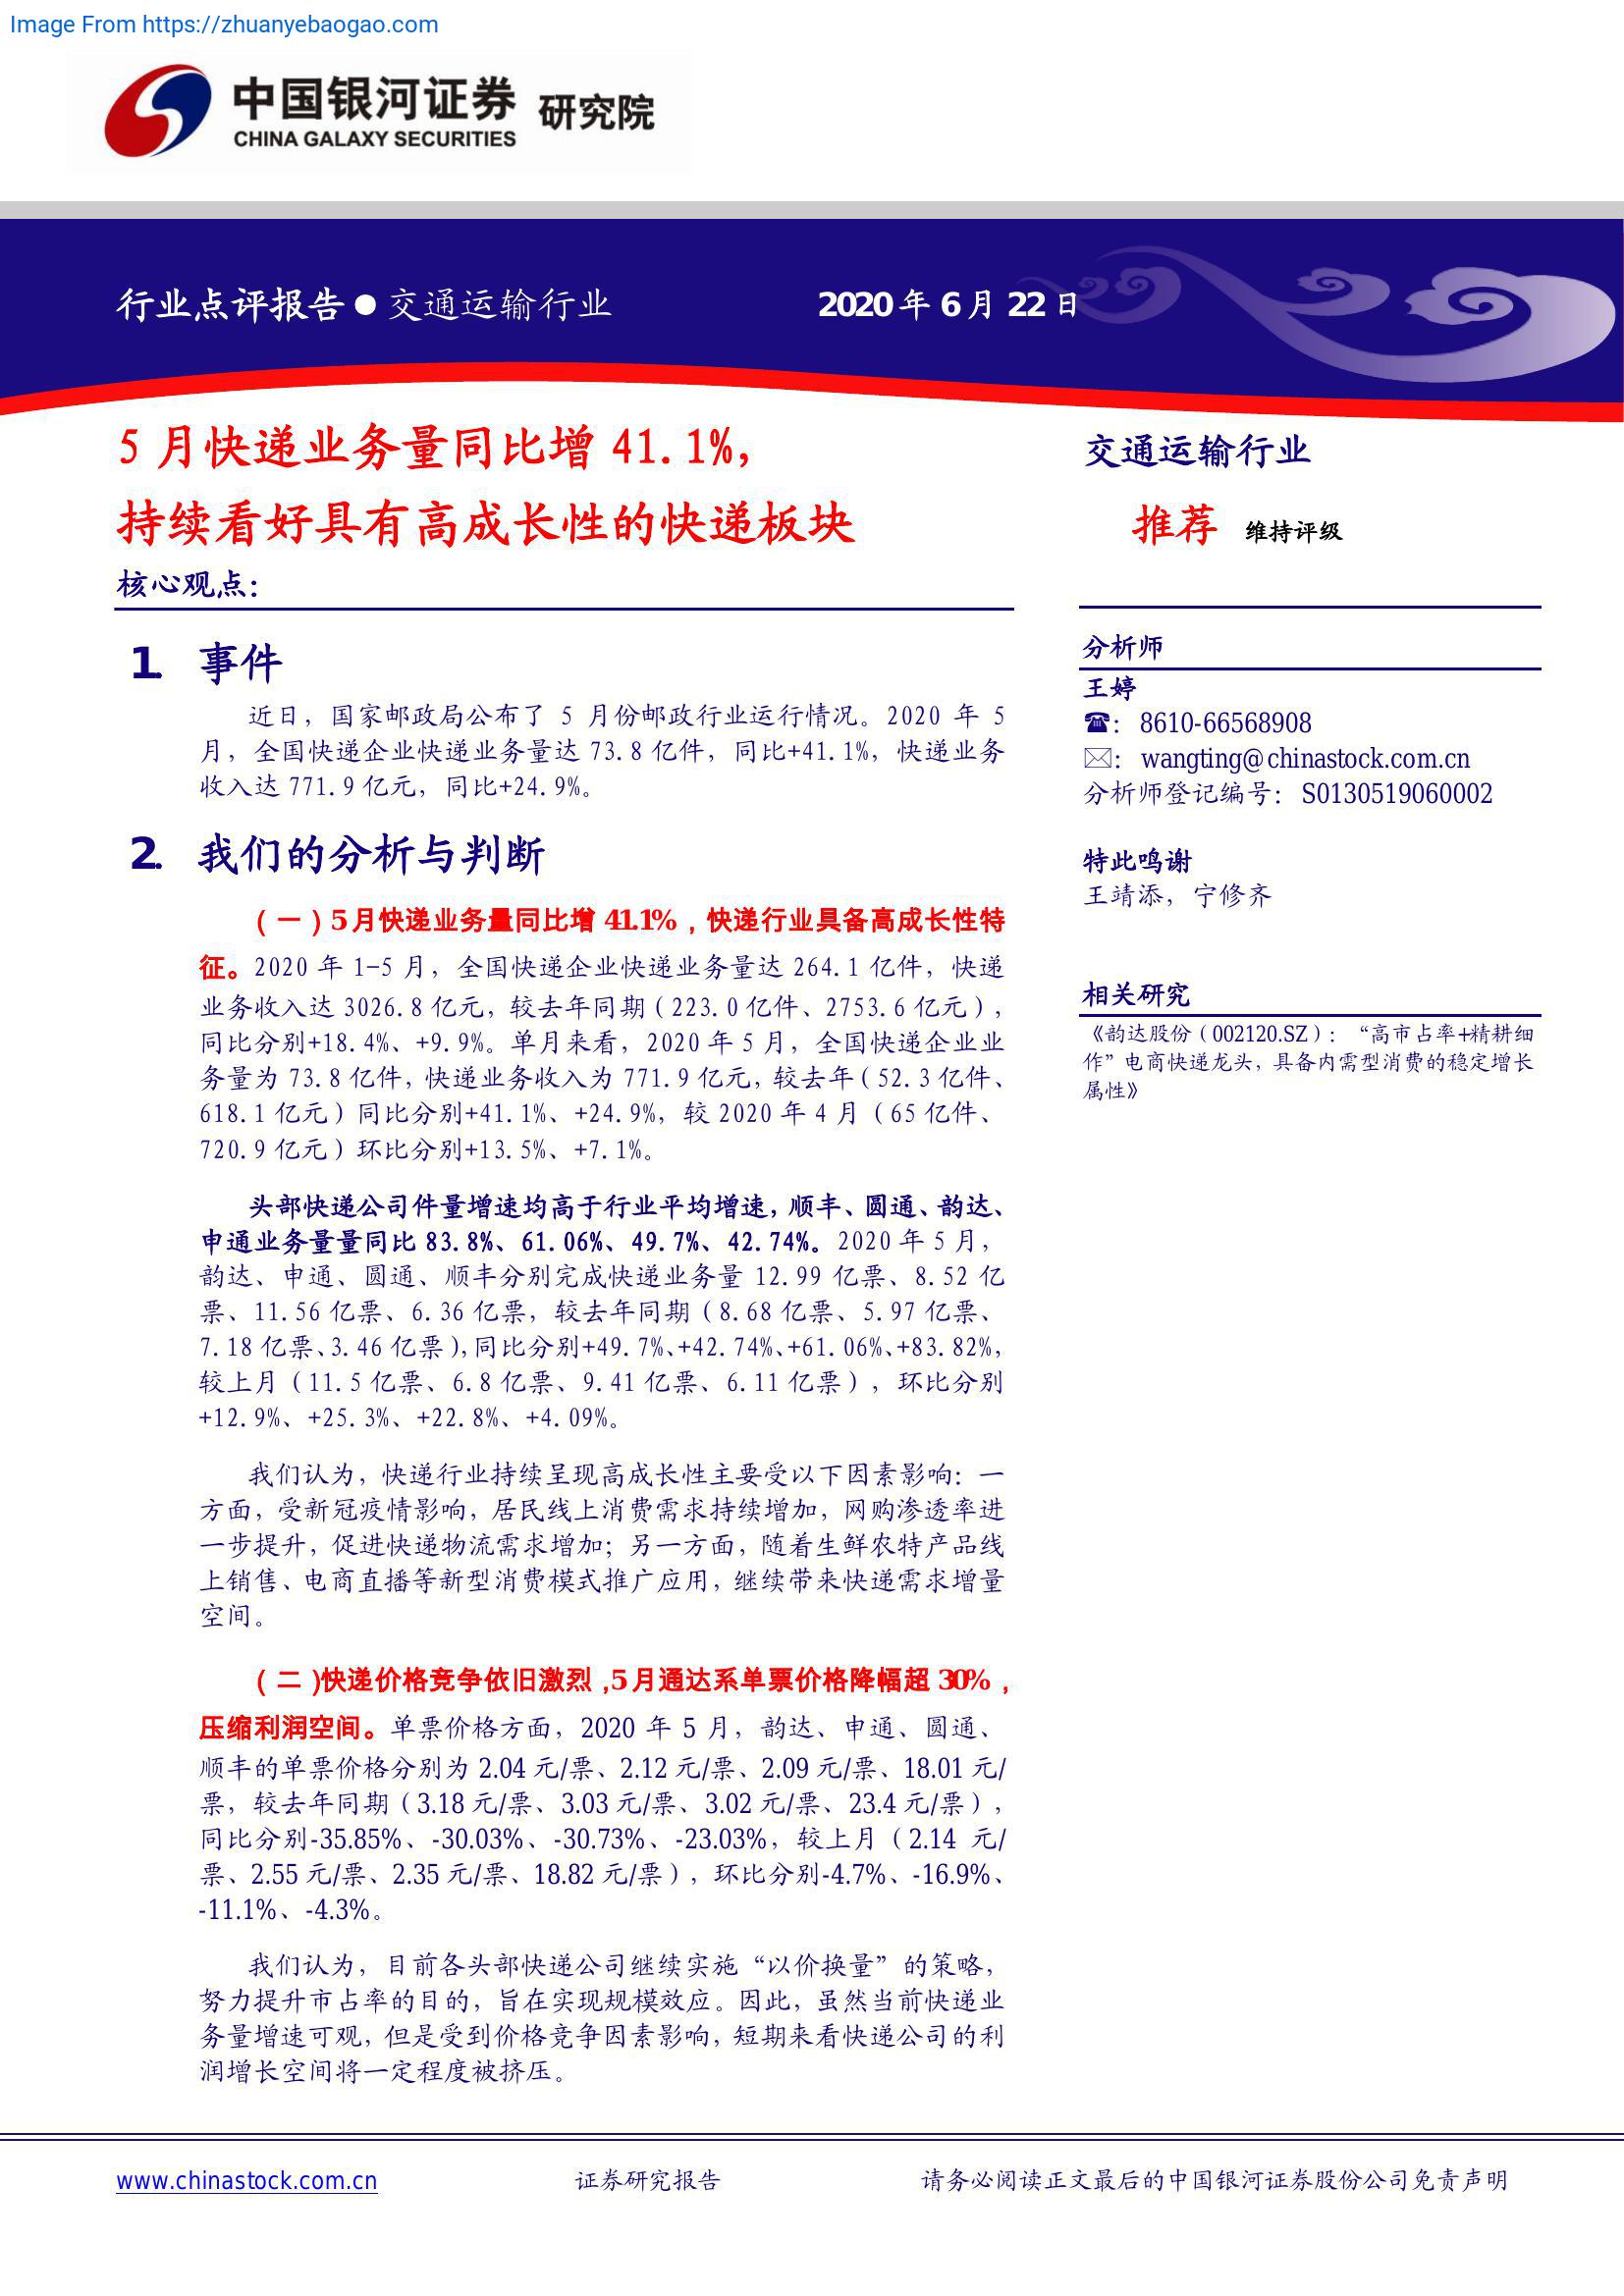 Image From https://zhuanyebaogao.com
中国银河证券 研究院
CHINA GALAXY SECURITIES
行业点评报告●交通运输行业 2020 年 6 月 22 日
5 月快递业务量同比增 41.1%，
持续看好具有高成长性的快递板块
核心观点：
1. 事件
近日，国家邮政局公布了 5 月份邮政行业运行情况。2020 年 5
月，全国快递企业快递业务量达 73.8 亿件，同比+41.1%，快递业务
收入达 771.9 亿元，同比+24.9%。
2. 我们的分析与判断
（一）5 月快递业务量同比增 41.1%，快递行业具备高成长性特
征。2020 年 1-5 月，全国快递企业快递业务量达 264.1 亿件，快递
业务收入达 3026.8 亿元，较去年同期（223.0 亿件、2753.6 亿元），
同比分别+18.4%、+9.9%。单月来看，2020 年 5 月，全国快递企业业
务量为 73.8 亿件，快递业务收入为 771.9 亿元，较去年（52.3 亿件、
618.1 亿元）同比分别+41.1%、+24.9%，较 2020 年 4 月（65 亿件、
720.9 亿元）环比分别+13.5%、+7.1%。
头部快递公司件量增速均高于行业平均增速，顺丰、圆通、韵达、
申通业务量量同比 83.8%、61.06%、49.7%、42.74%。2020 年 5 月，
韵达、申通、圆通、顺丰分别完成快递业务量 12.99 亿票、8.52 亿
票、11.56 亿票、6.36 亿票，较去年同期（8.68 亿票、5.97 亿票、
7.18 亿票、3.46 亿票），同比分别+49.7%、+42.74%、+61.06%、+83.82%，
较上月（11.5 亿票、6.8 亿票、9.41 亿票、6.11 亿票），环比分别
+12.9%、+25.3%、+22.8%、+4.09%。
我们认为，快递行业持续呈现高成长性主要受以下因素影响：一
方面，受新冠疫情影响，居民线上消费需求持续增加，网购渗透率进
一步提升，促进快递物流需求增加；另一方面，随着生鲜农特产品线
上销售、电商直播等新型消费模式推广应用，继续带来快递需求增量
空间。
（二）快递价格竞争依旧激烈，5 月通达系单票价格降幅超 30%，
压缩利润空间。单票价格方面，2020 年 5 月，韵达、申通、圆通、
顺丰的单票价格分别为 2.04 元/票、2.12 元/票、2.09 元/票、18.01 元/
票，较去年同期（3.18 元/票、3.03 元/票、3.02 元/票、23.4 元/票），
同比分别-35.85%、-30.03%、-30.73%、-23.03%，较上月（2.14 元/
票、2.55 元/票、2.35 元/票、18.82 元/票），环比分别-4.7%、-16.9%、
-11.1%、-4.3%。
我们认为，目前各头部快递公司继续实施“以价换量”的策略，
努力提升市占率的目的，旨在实现规模效应。因此，虽然当前快递业
务量增速可观，但是受到价格竞争因素影响，短期来看快递公司的利
润增长空间将一定程度被挤压。
交通运输行业
推荐 维持评级
分析师
王婷
☎：8610-66568908
✉：wangting@chinastock.com.cn
分析师登记编号：S0130519060002
特此鸣谢
王靖添，宁修齐
相关研究
《韵达股份（002120.SZ）：“高市占率+精耕细
作”电商快递龙头，具备内需型消费的稳定增长
属性》
www.chinastock.com.cn 证券研究报告 请务必阅读正文最后的中国银河证券股份公司免责声明